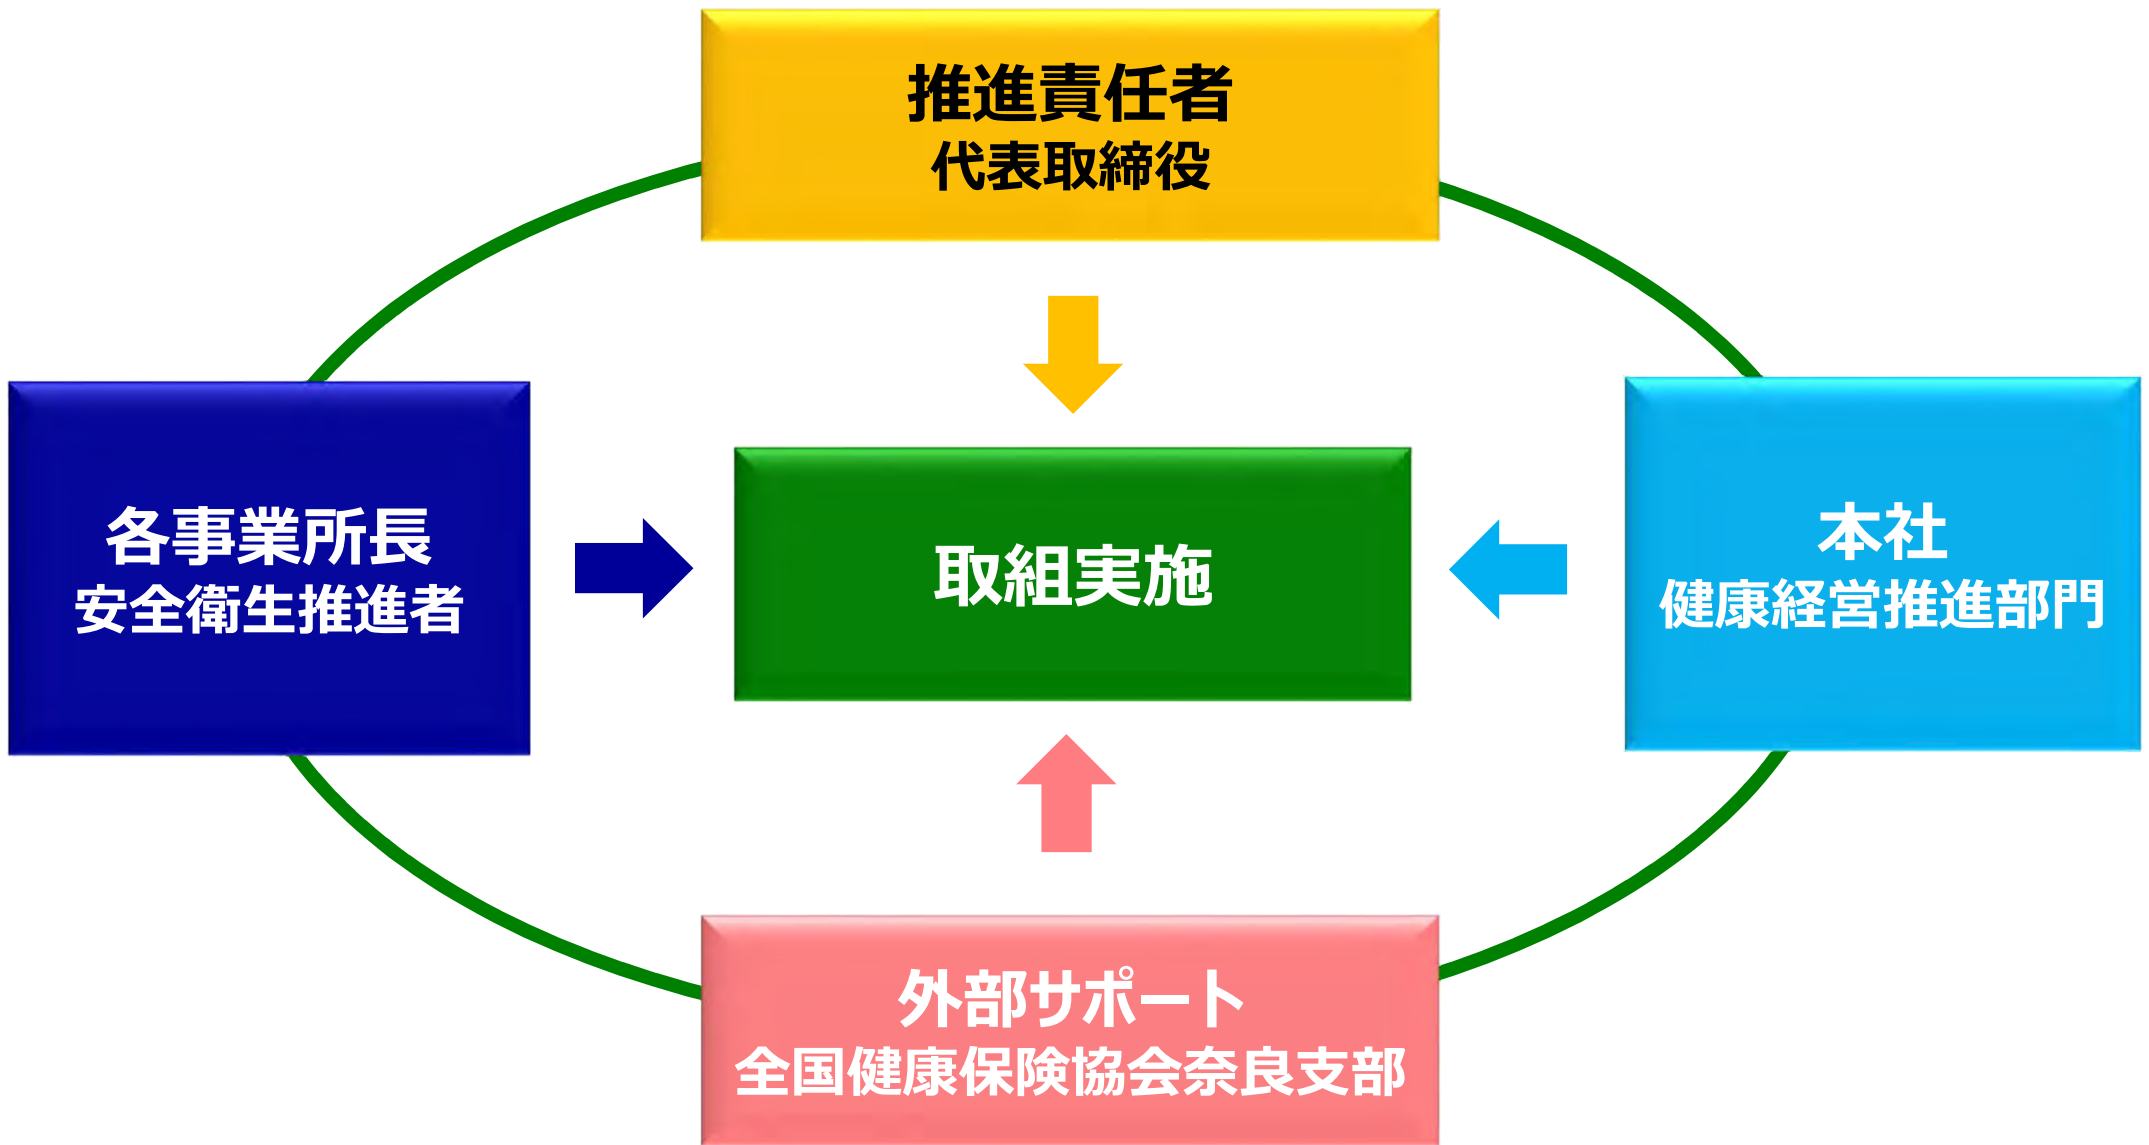 推進責任者
代表取締役
各事業所長
安全衛生推進者
取組実施
本社
健康経営推進部門
外部サポート
全国健康保険協会奈良支部